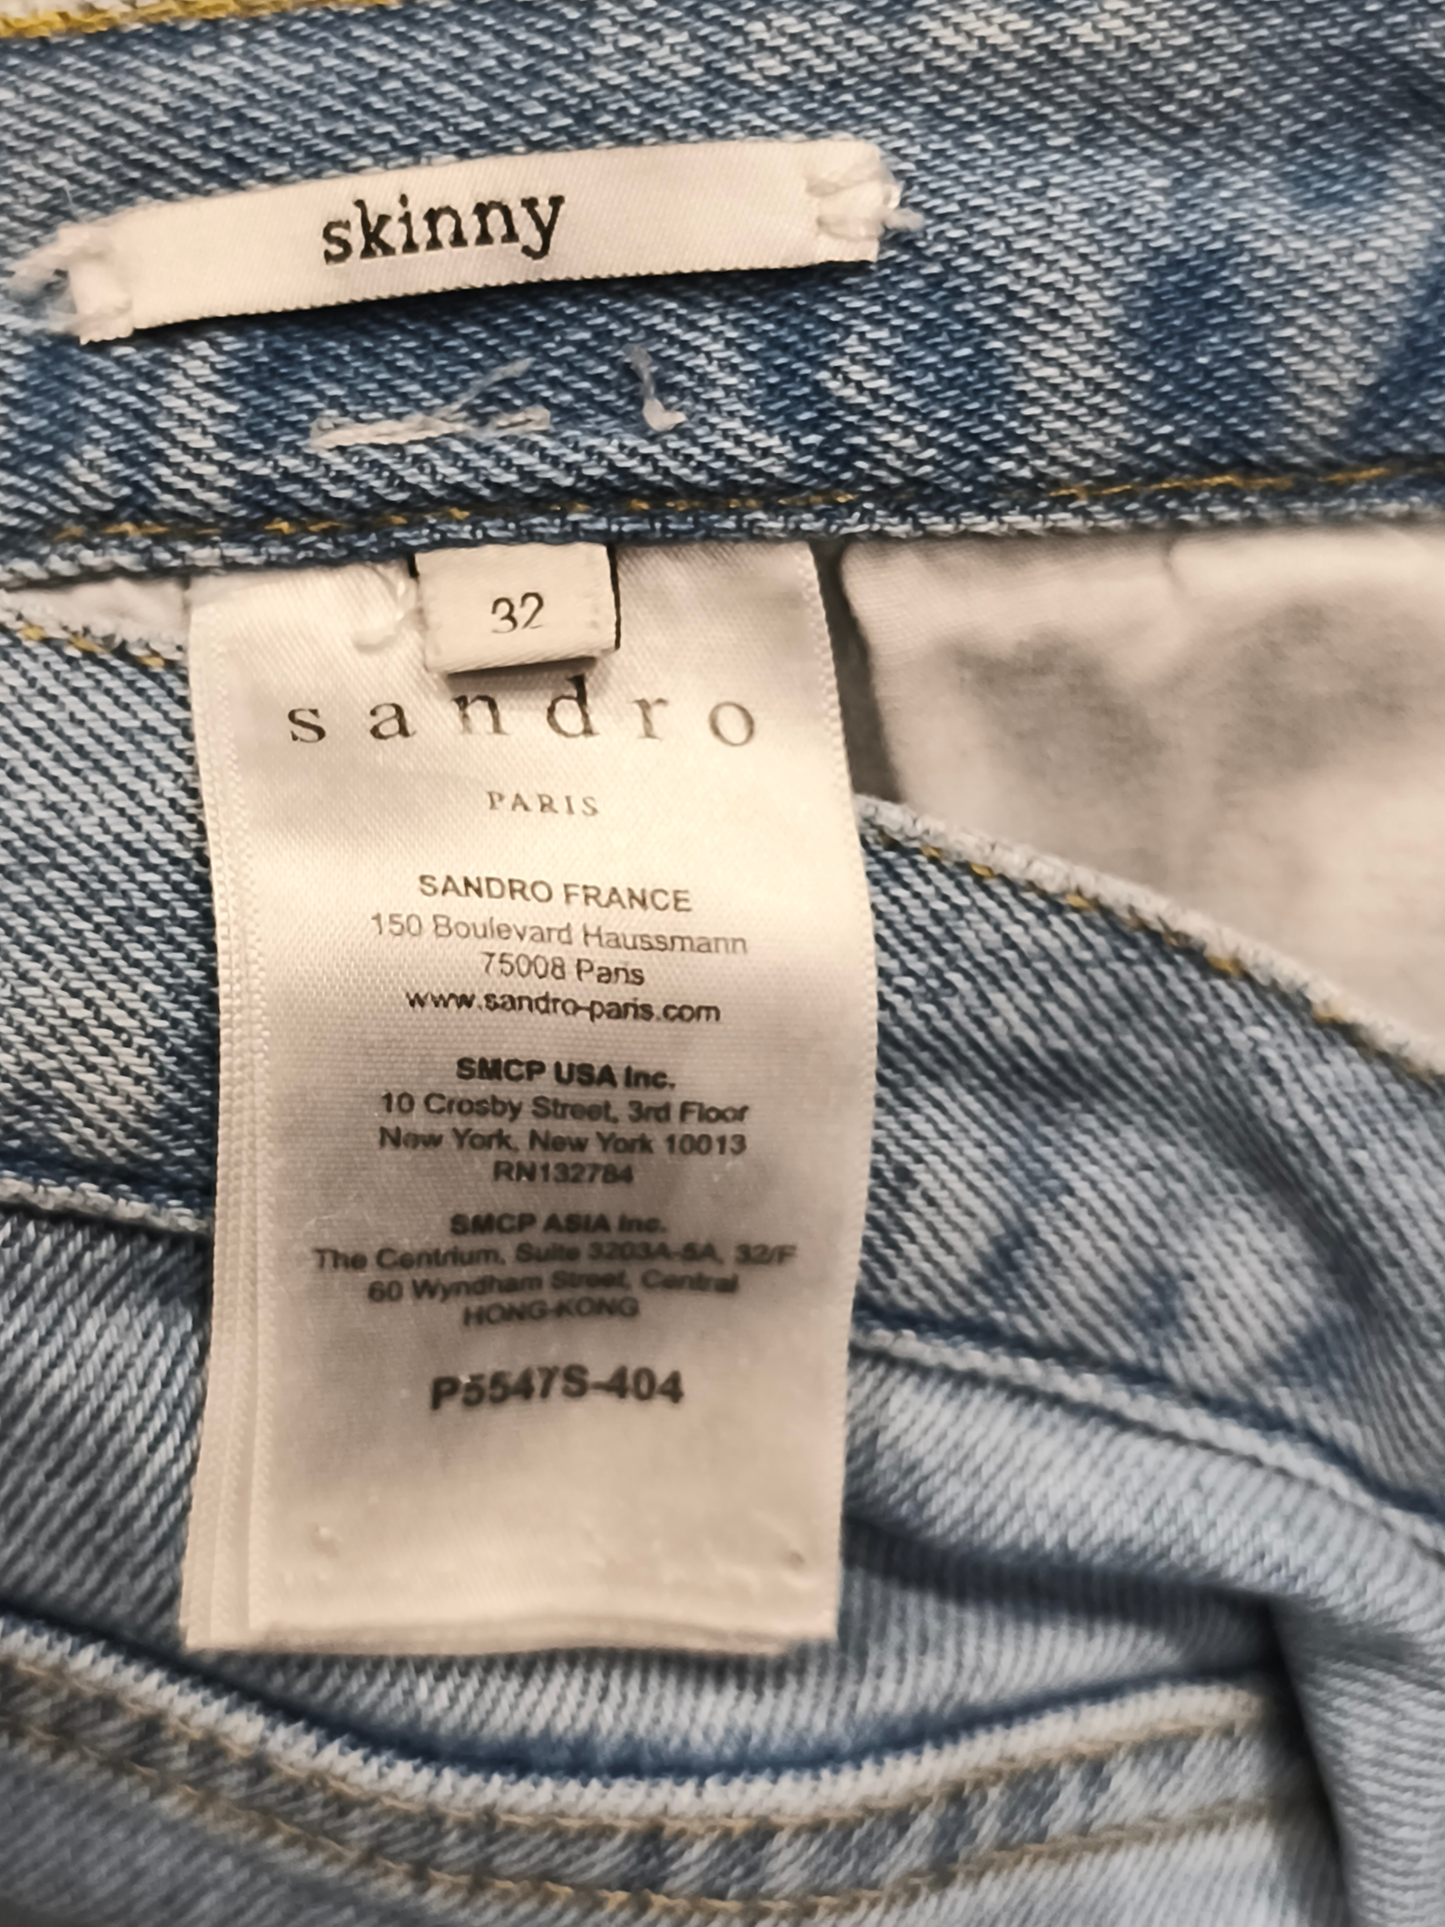 skinny
32
sandro
PARIS
SANDRO FRANCE
150 Boulevard Haussmann
75008 Paris
www.sandro-paris.com
SMCP USA Inc.
10 Crosby Street, 3rd Floor
New York, New York 10013
RN132784
SMCP ASIA Inc.
The Centrium, Suite 3203A-5A, 32/F
60 Wyndham Street, Central
HONG-KONG
P5547S-404